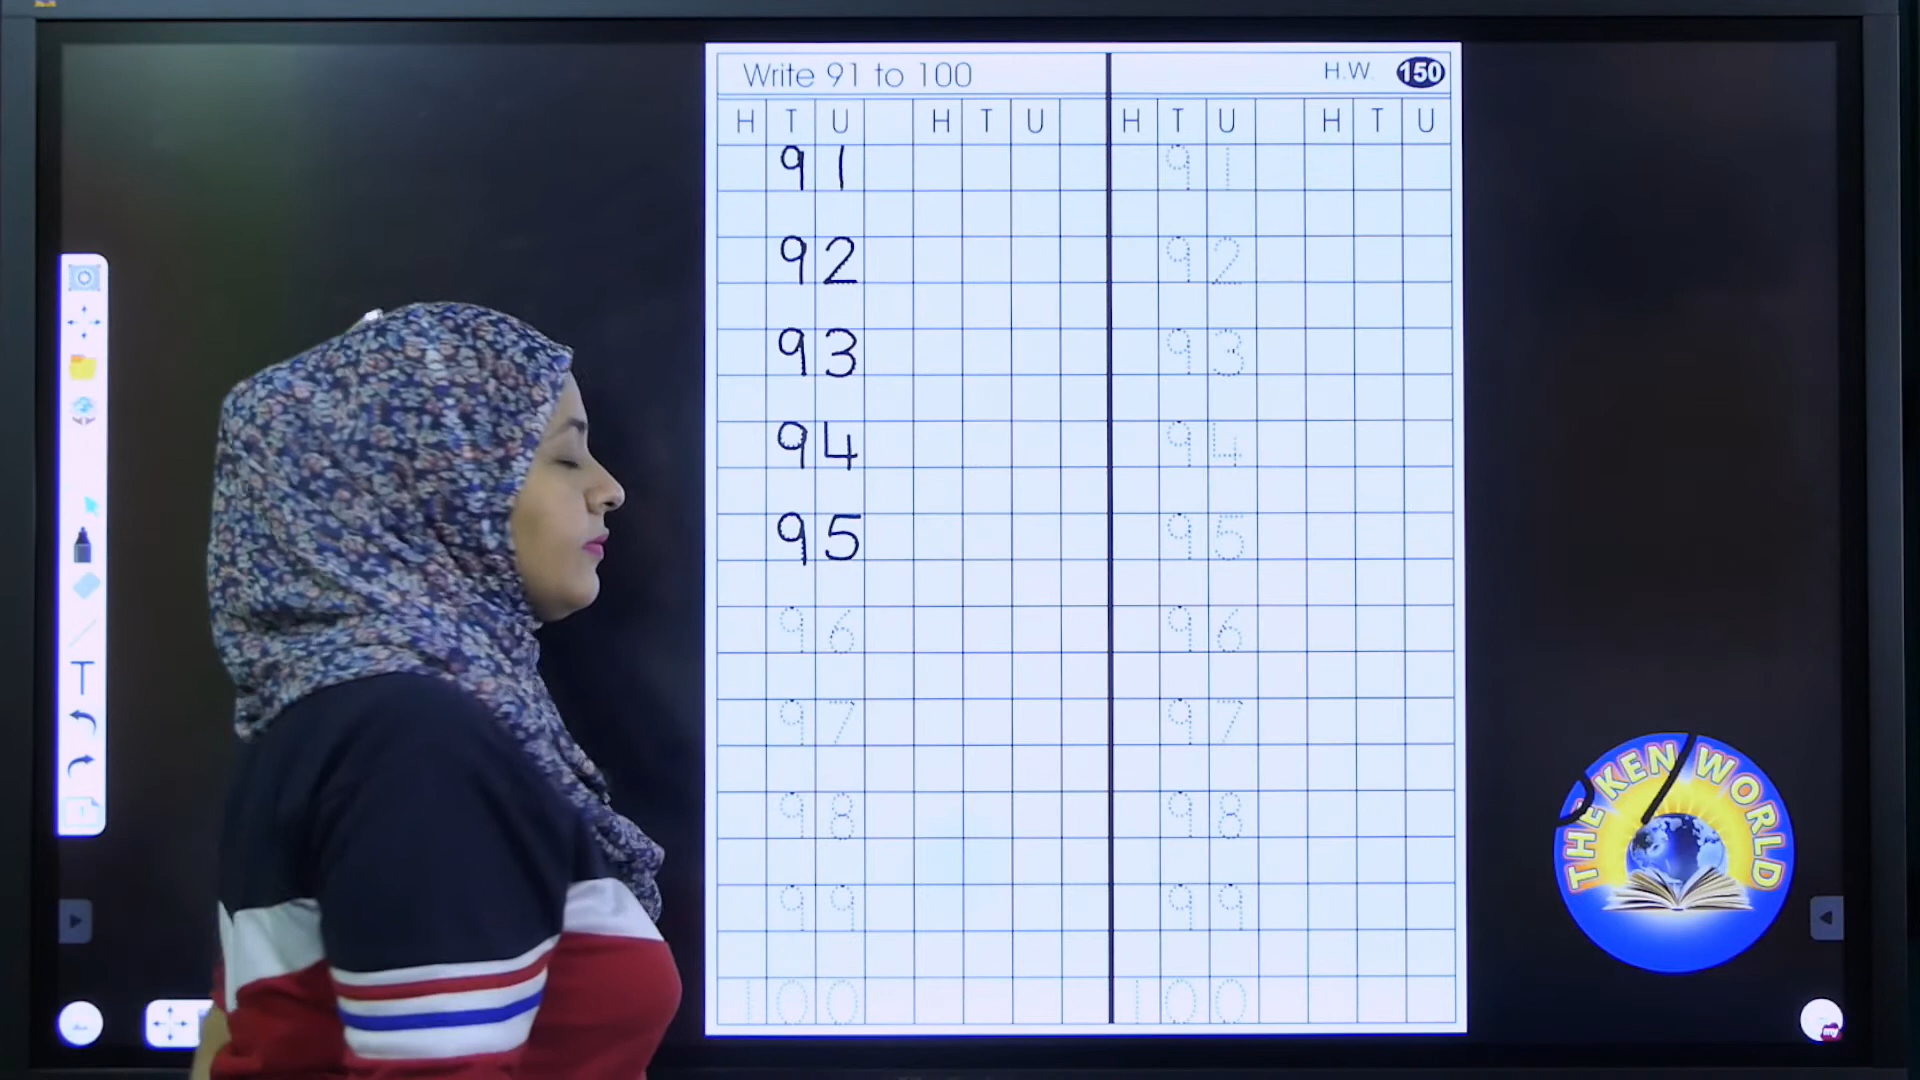 Write 91 to 100 H.W. 150
H T U H T U H T U H T U
91 91
92 92
93 93
94 94
95 95
96 96
97 97
98 98
99 99
100 100
THE KEN WORLD
T